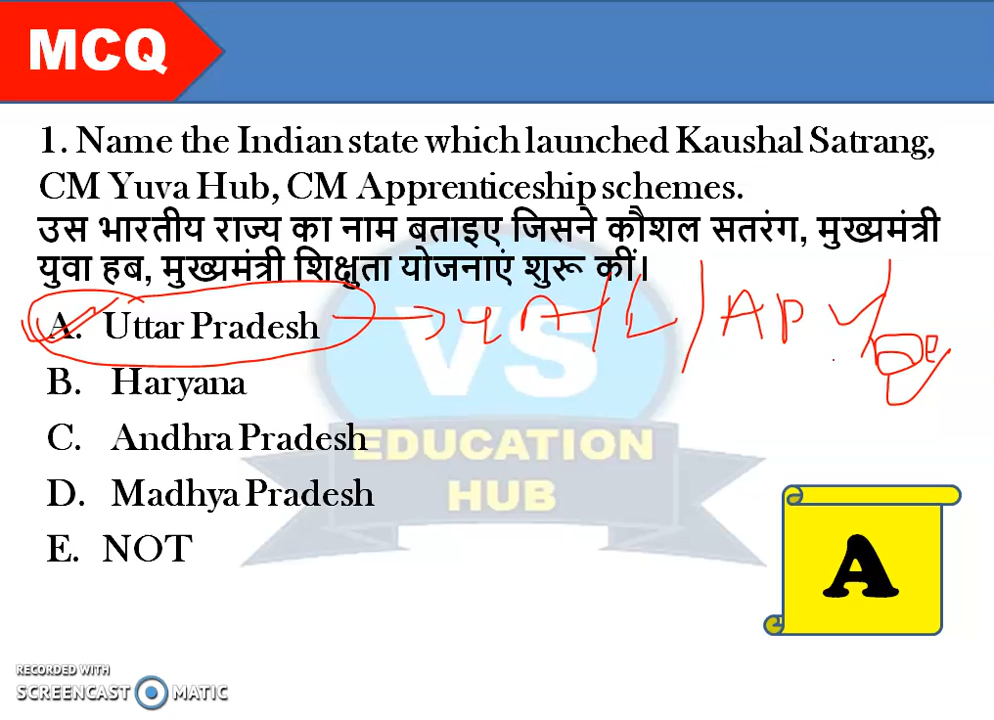 MCQ
1. Name the Indian state which launched Kaushal Satrang,
CM Yuva Hub, CM Apprenticeship schemes.
उस भारतीय राज्य का नाम बताइए जिसने कौशल सतरंग, मुख्यमंत्री
युवा हब, मुख्यमंत्री शिक्षुता योजनाएं शुरू कीं।
A. Uttar Pradesh
B. Haryana
C. Andhra Pradesh
D. Madhya Pradesh
E. NOT
AP
VS
EDUCATION
HUB
A
RECORDED WITH
SCREENCAST MATIC